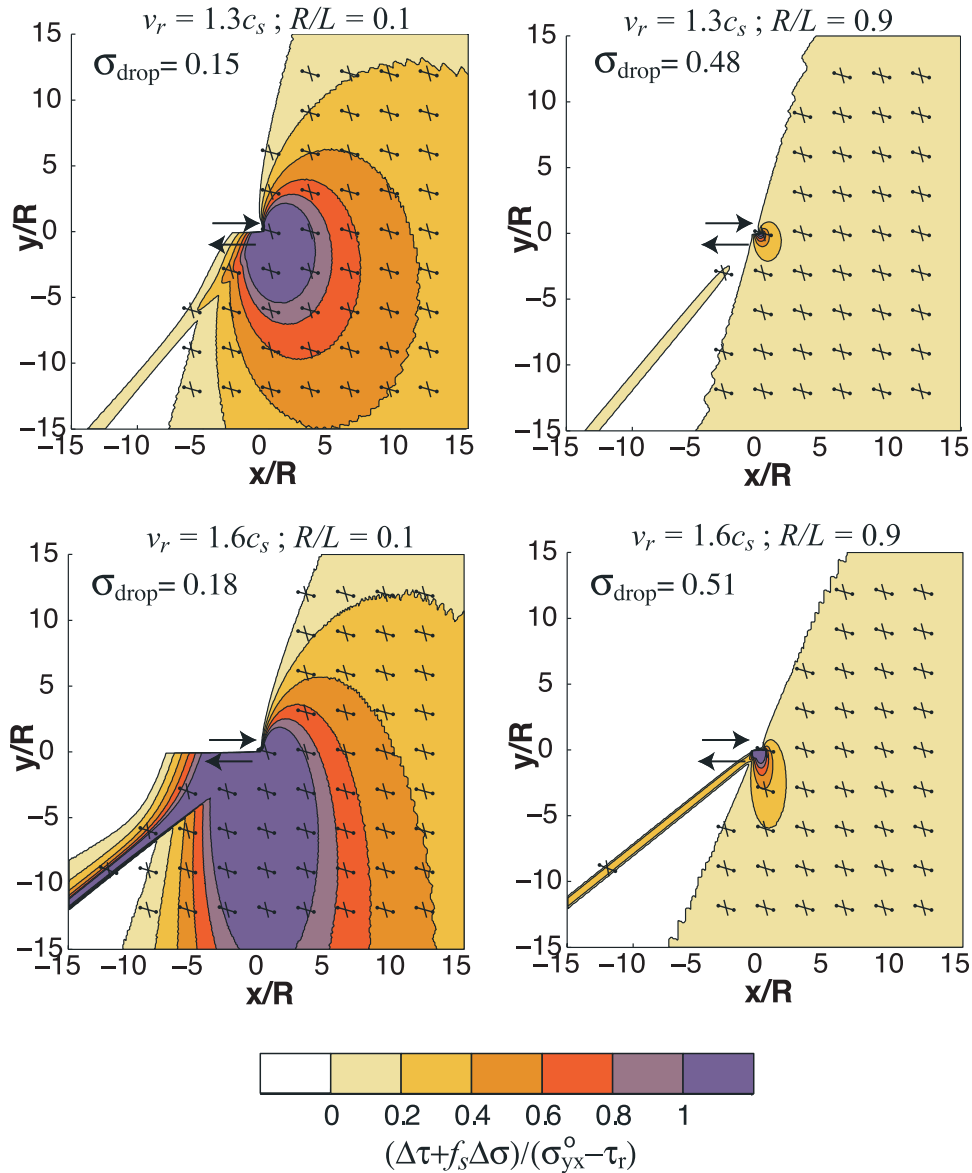 v_r = 1.3c_s ; R/L = 0.1
σ_drop = 0.15
15
10
5
0
−5
−10
−15
y/R
−15 −10 −5 0 5 10 15
x/R
v_r = 1.3c_s ; R/L = 0.9
σ_drop = 0.48
15
10
5
0
−5
−10
−15
y/R
−15 −10 −5 0 5 10 15
x/R
v_r = 1.6c_s ; R/L = 0.1
σ_drop = 0.18
15
10
5
0
−5
−10
−15
y/R
−15 −10 −5 0 5 10 15
x/R
v_r = 1.6c_s ; R/L = 0.9
σ_drop = 0.51
15
10
5
0
−5
−10
−15
y/R
−15 −10 −5 0 5 10 15
x/R
0 0.2 0.4 0.6 0.8 1
(Δτ+f_sΔσ)/(σ^o_yx−τ_r)